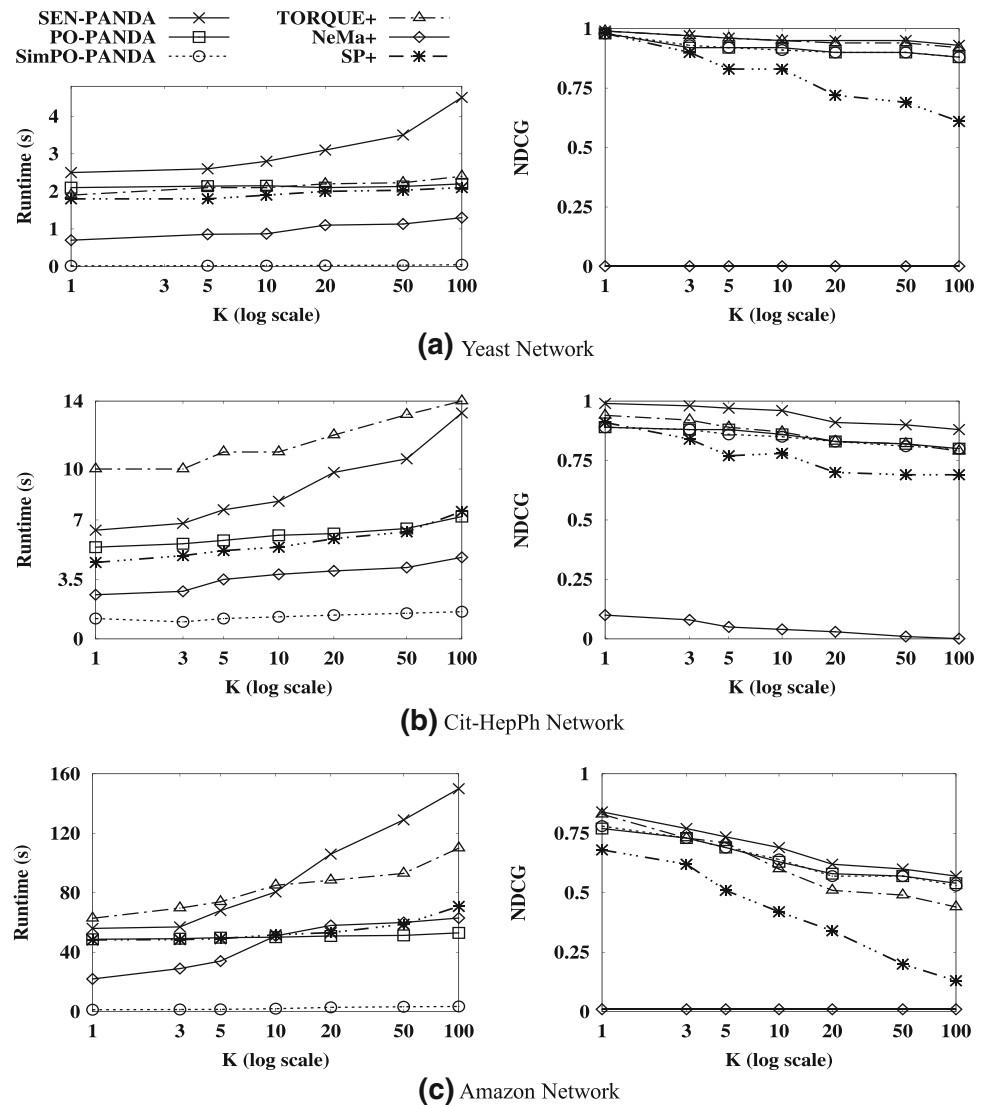 SEN-PANDA
PO-PANDA
SimPO-PANDA
TORQUE+
NeMa+
SP+
Runtime (s)
4
3
2
1
0
1 3 5 10 20 50 100
K (log scale)
NDCG
1
0.75
0.5
0.25
0
1 3 5 10 20 50 100
K (log scale)
(a) Yeast Network
Runtime (s)
14
10
7
3.5
0
1 3 5 10 20 50 100
K (log scale)
NDCG
1
0.75
0.5
0.25
0
1 3 5 10 20 50 100
K (log scale)
(b) Cit-HepPh Network
Runtime (s)
160
120
80
40
0
1 3 5 10 20 50 100
K (log scale)
NDCG
1
0.75
0.5
0.25
0
1 3 5 10 20 50 100
K (log scale)
(c) Amazon Network